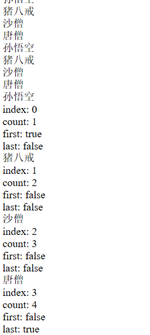 孙悟空
猪八戒
沙僧
唐僧
孙悟空
猪八戒
沙僧
唐僧
孙悟空
index: 0
count: 1
first: true
last: false
猪八戒
index: 1
count: 2
first: false
last: false
沙僧
index: 2
count: 3
first: false
last: false
唐僧
index: 3
count: 4
first: false
last: true